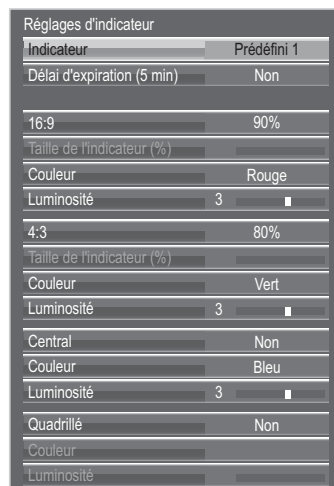 Réglages d'indicateur
Indicateur Prédéfini 1
Délai d'expiration (5 min) Non
16:9 90%
Taille de l'indicateur (%)
Couleur Rouge
Luminosité 3
4:3 80%
Taille de l'indicateur (%)
Couleur Vert
Luminosité 3
Central Non
Couleur Bleu
Luminosité 3
Quadrillé Non
Couleur
Luminosité